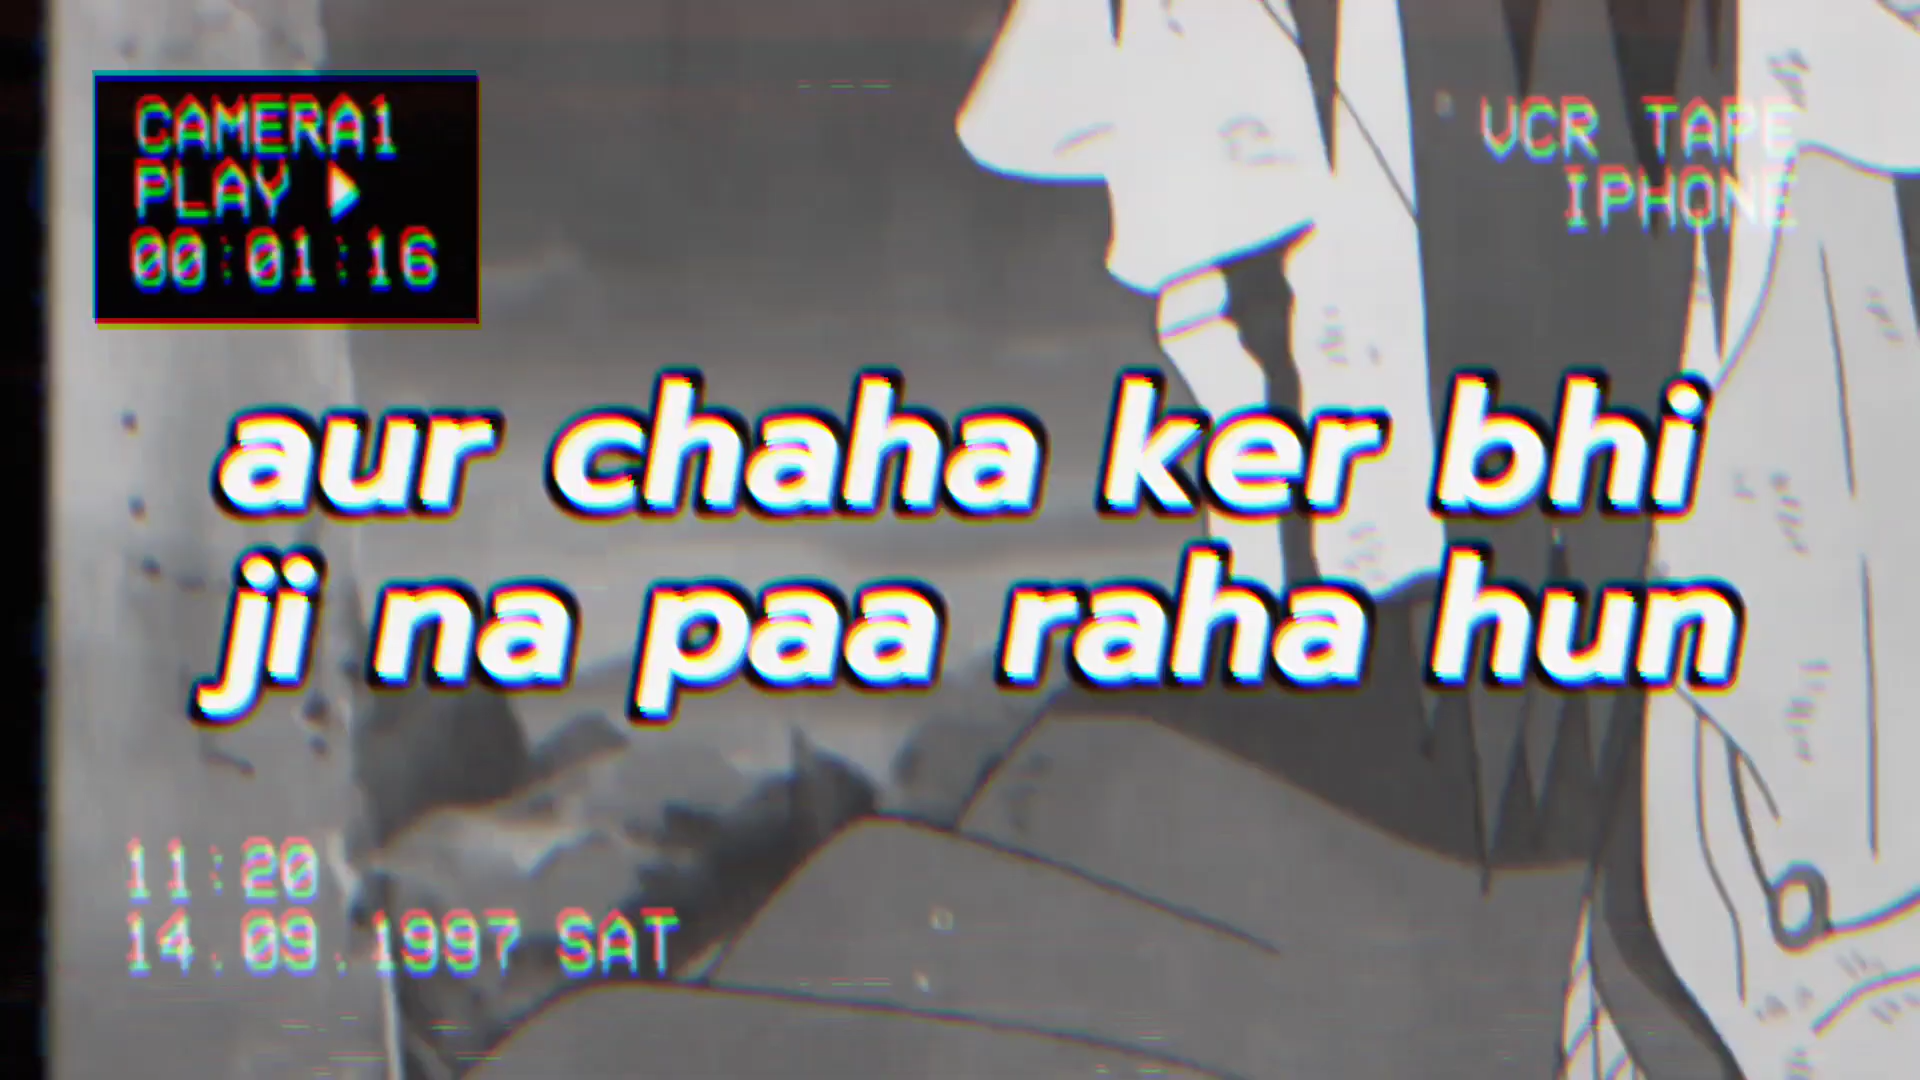 CAMERA1
PLAY
00:01:16
VCR TAPE
IPHONE
aur chaha ker bhi
ji na paa raha hun
11:20
14.09.1997 SAT